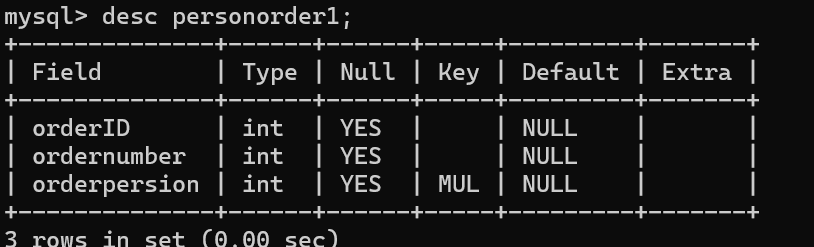 mysql> desc personorder1;
+-------------+------+------+-----+---------+-------+
| Field       | Type | Null | Key | Default | Extra |
+-------------+------+------+-----+---------+-------+
| orderID     | int  | YES  |     | NULL    |       |
| ordernumber | int  | YES  |     | NULL    |       |
| orderpersion | int  | YES  | MUL | NULL    |       |
+-------------+------+------+-----+---------+-------+
3 rows in set (0.00 sec)